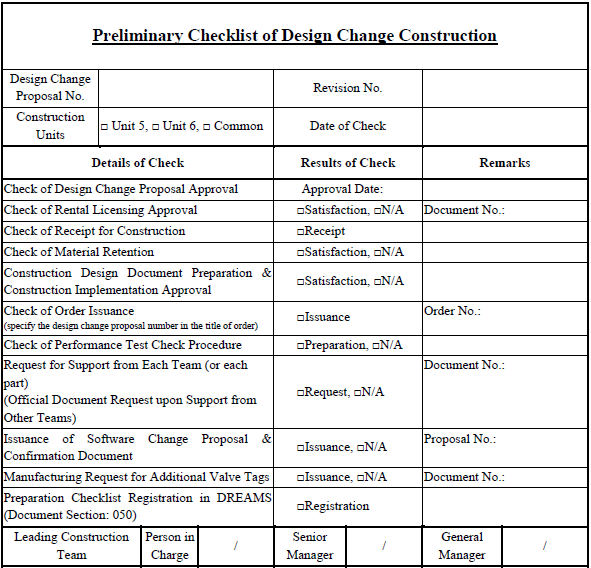 Preliminary Checklist of Design Change Construction
Design Change
Proposal No.
Revision No.
Construction
Units
□ Unit 5, □ Unit 6, □ Common
Date of Check
Details of Check
Results of Check
Remarks
Check of Design Change Proposal Approval
Approval Date:
Check of Rental Licensing Approval
□Satisfaction, □N/A
Document No.:
Check of Receipt for Construction
□Receipt
Check of Material Retention
□Satisfaction, □N/A
Construction Design Document Preparation &
Construction Implementation Approval
□Satisfaction, □N/A
Check of Order Issuance
(specify the design change proposal number in the title of order)
□Issuance
Order No.:
Check of Performance Test Check Procedure
□Preparation, □N/A
Request for Support from Each Team (or each
part)
(Official Document Request upon Support from
Other Teams)
□Request, □N/A
Document No.:
Issuance of Software Change Proposal &
Confirmation Document
□Issuance, □N/A
Proposal No.:
Manufacturing Request for Additional Valve Tags
□Issuance, □N/A
Document No.:
Preparation Checklist Registration in DREAMS
(Document Section: 050)
□Registration
Leading Construction
Team
Person in
Charge
/
Senior
Manager
/
General
Manager
/